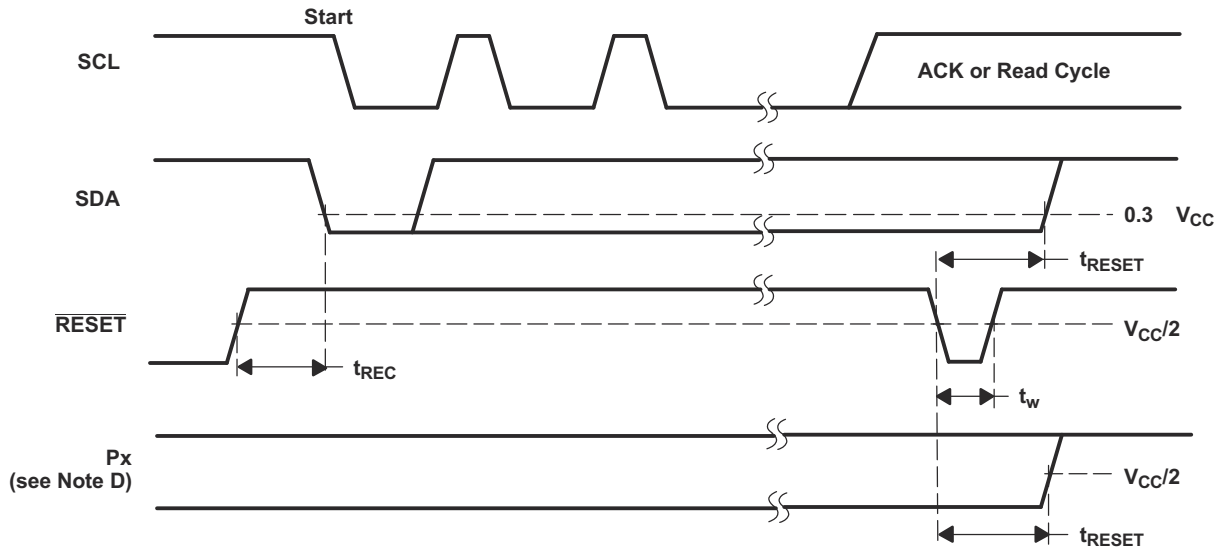 Start
SCL
ACK or Read Cycle
SDA
0.3 VCC
tRESET
RESET
VCC/2
tREC
tw
Px
(see Note D)
VCC/2
tRESET